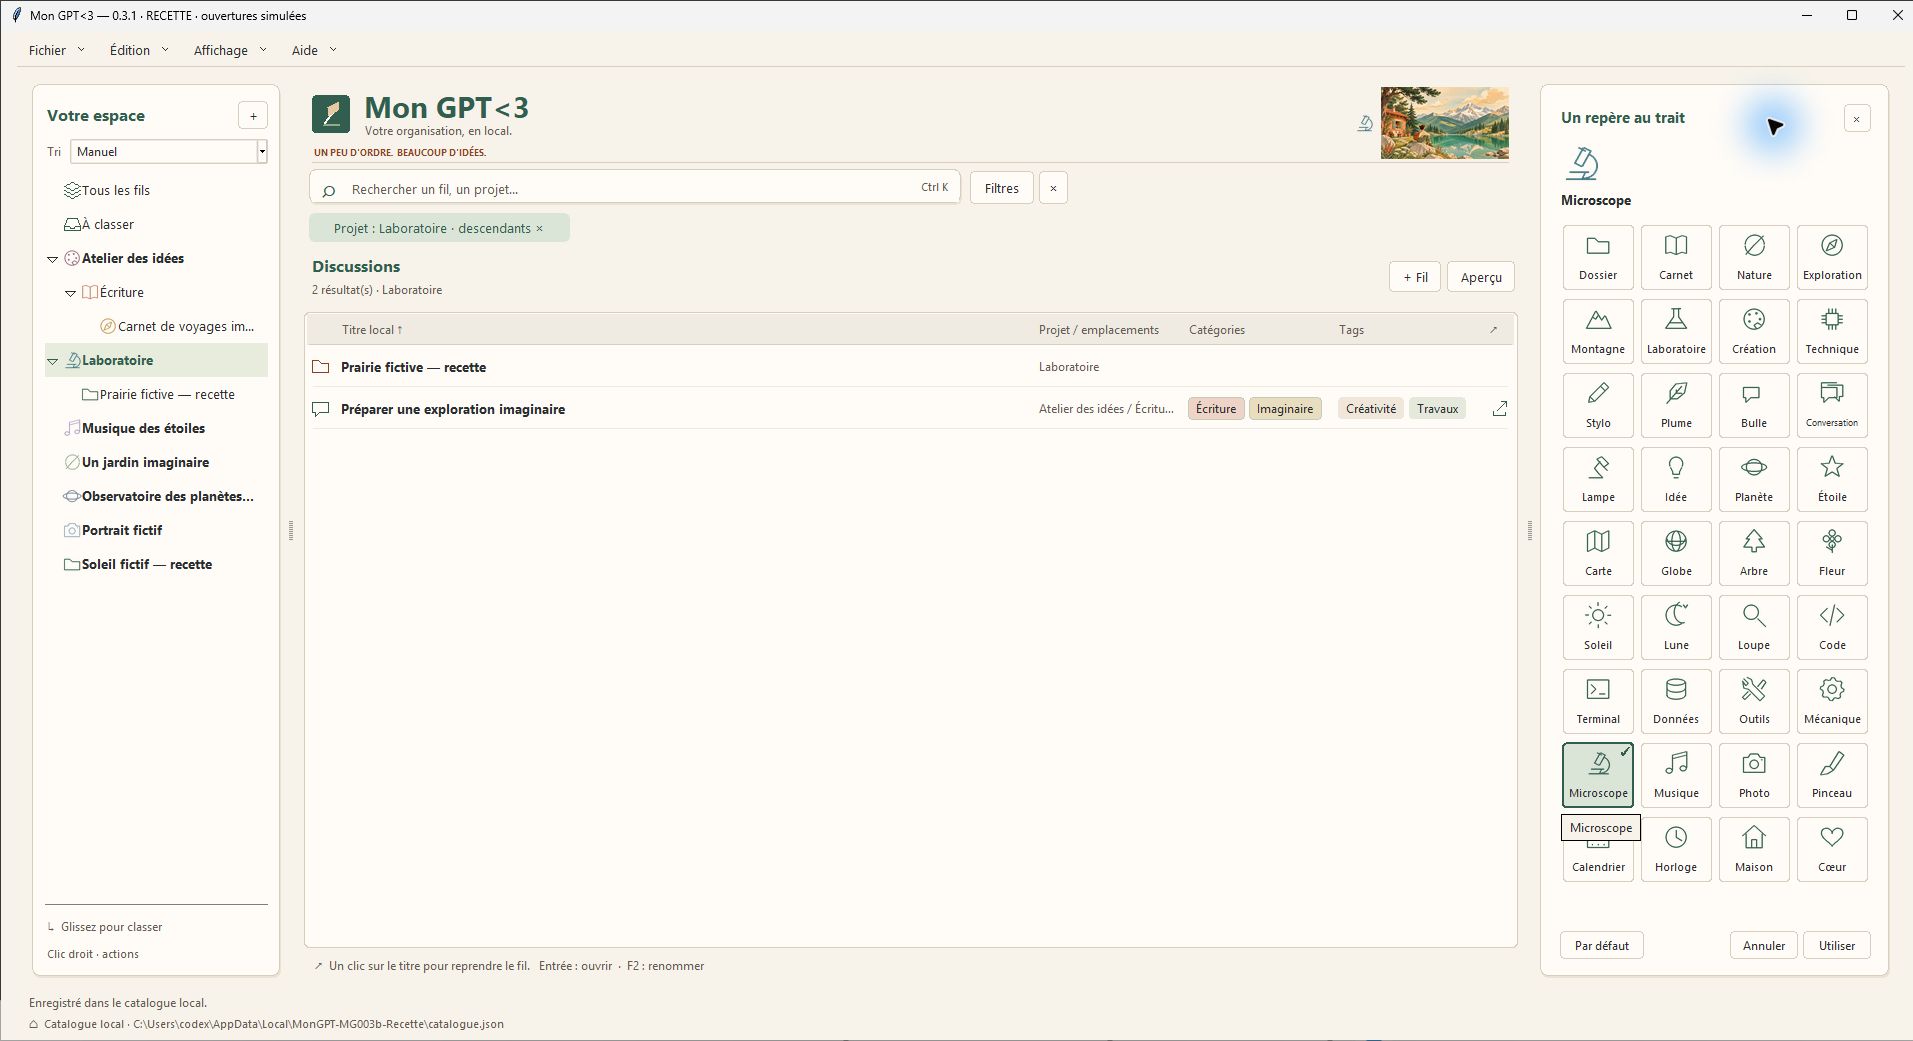 Mon GPT<3 — 0.3.1 · RECETTE · ouvertures simulées
Fichier Édition Affichage Aide
Votre espace
+
Tri Manuel
Tous les fils
À classer
Atelier des idées
Écriture
Carnet de voyages im...
Laboratoire
Prairie fictive — recette
Musique des étoiles
Un jardin imaginaire
Observatoire des planètes...
Portrait fictif
Soleil fictif — recette
Glissez pour classer
Clic droit · actions
Mon GPT<3
Votre organisation, en local.
UN PEU D'ORDRE. BEAUCOUP D'IDÉES.
Rechercher un fil, un projet... Ctrl K
Filtres ×
Projet : Laboratoire · descendants ×
Discussions
2 résultat(s) · Laboratoire
+ Fil Aperçu
Titre local ↑ Projet / emplacements Catégories Tags ↗
Prairie fictive — recette Laboratoire
Préparer une exploration imaginaire Atelier des idées / Écritu... Écriture Imaginaire Créativité Travaux
↗ Un clic sur le titre pour reprendre le fil. Entrée : ouvrir · F2 : renommer
Un repère au trait ×
Microscope
Dossier Carnet Nature Exploration
Montagne Laboratoire Création Technique
Stylo Plume Bulle Conversation
Lampe Idée Planète Étoile
Carte Globe Arbre Fleur
Soleil Lune Loupe Code
Terminal Données Outils Mécanique
Microscope Musique Photo Pinceau
Microscope
Calendrier Horloge Maison Cœur
Par défaut Annuler Utiliser
Enregistré dans le catalogue local.
Catalogue local · C:\Users\codex\AppData\Local\MonGPT-MG003b-Recette\catalogue.json